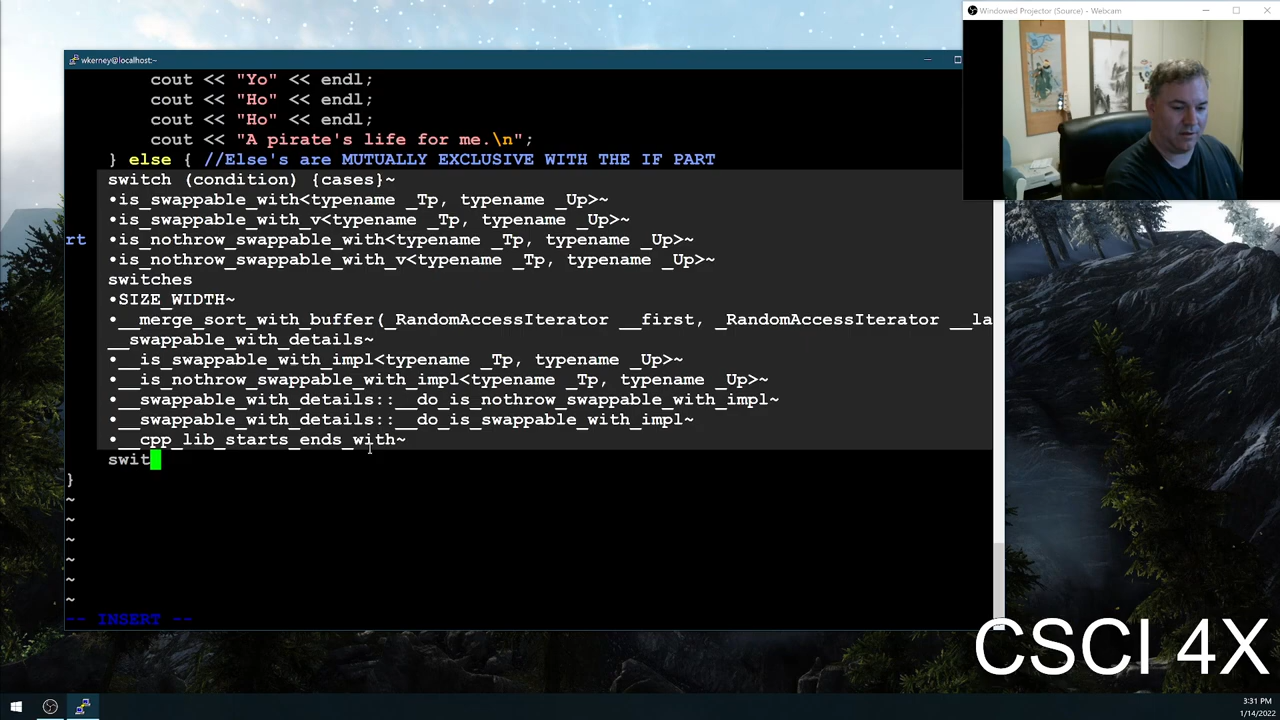 Windowed Projector (Source) - Webcam
wkerney@localhost:~
cout << "Yo" << endl;
cout << "Ho" << endl;
cout << "Ho" << endl;
cout << "A pirate's life for me.\n";
} else { //Else's are MUTUALLY EXCLUSIVE WITH THE IF PART
switch (condition) {cases}~
•is_swappable_with<typename _Tp, typename _Up>~
•is_swappable_with_v<typename _Tp, typename _Up>~
rt •is_nothrow_swappable_with<typename _Tp, typename _Up>~
•is_nothrow_swappable_with_v<typename _Tp, typename _Up>~
switches
•SIZE_WIDTH~
•__merge_sort_with_buffer(_RandomAccessIterator __first, _RandomAccessIterator __la
__swappable_with_details~
•__is_swappable_with_impl<typename _Tp, typename _Up>~
•__is_nothrow_swappable_with_impl<typename _Tp, typename _Up>~
•__swappable_with_details::__do_is_nothrow_swappable_with_impl~
•__swappable_with_details::__do_is_swappable_with_impl~
•__cpp_lib_starts_ends_with~
swit
}
~
~
~
~
~
~
-- INSERT --
CSCI 4X
3:31 PM
1/14/2022